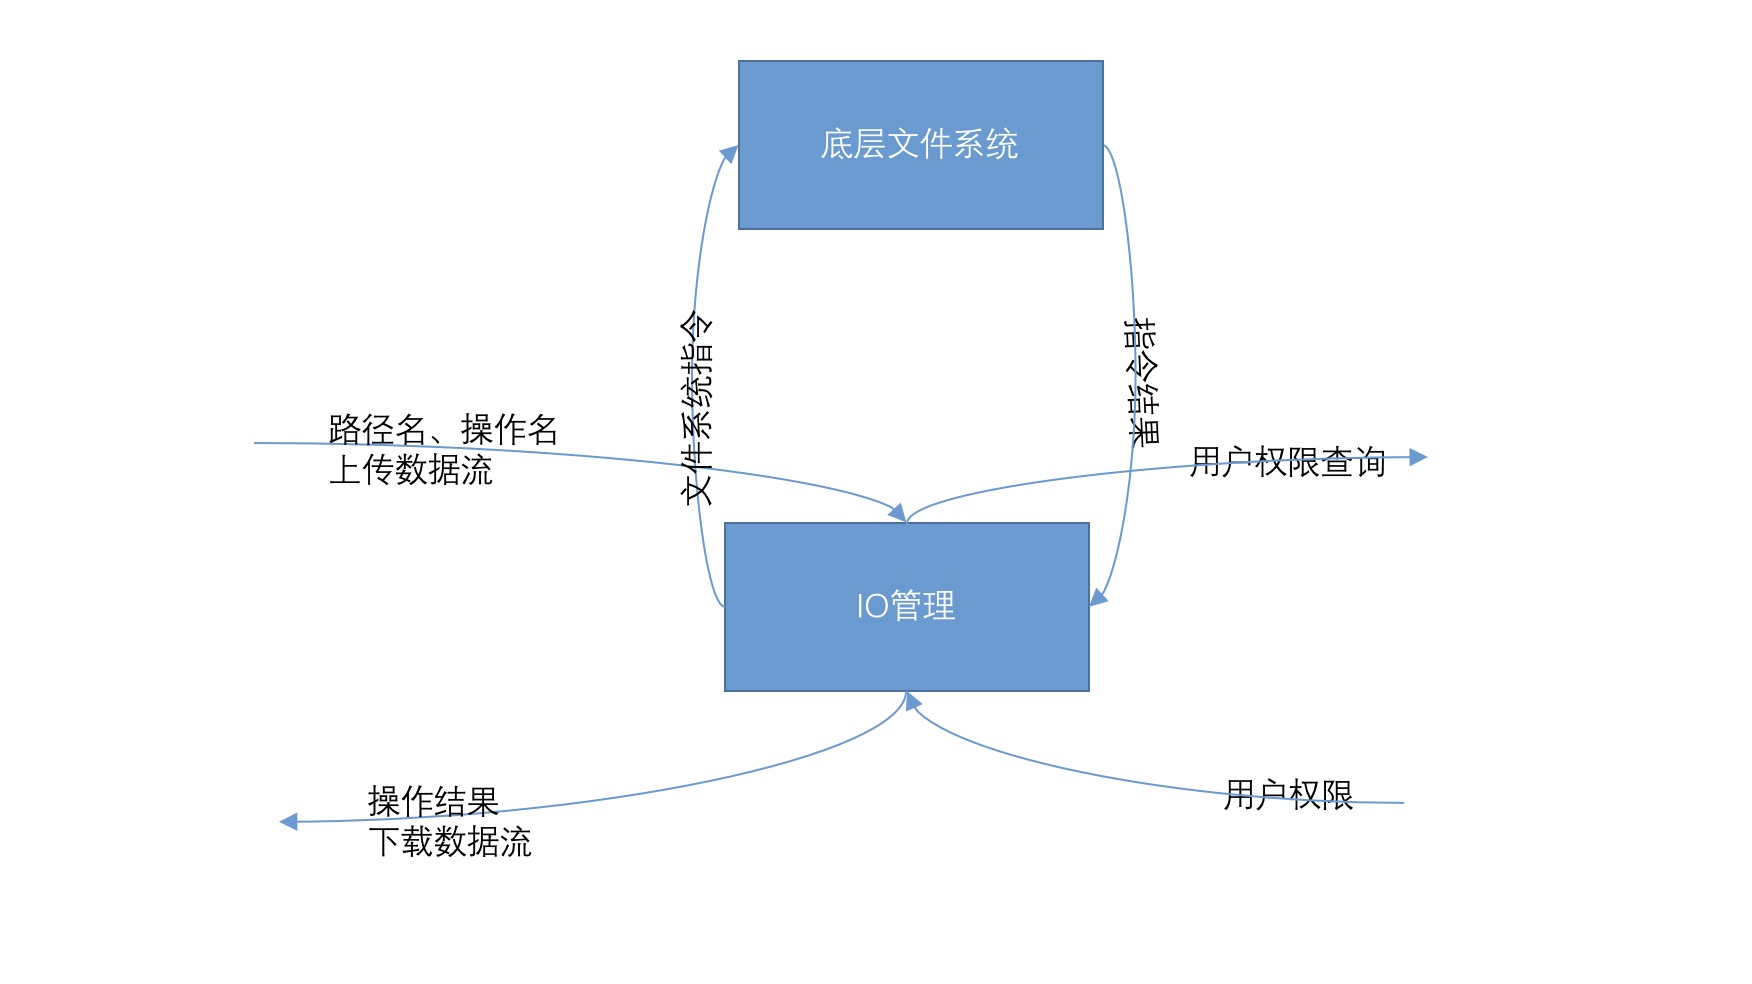 底层文件系统
文件系统指令
指令结果
路径名、操作名
上传数据流
用户权限查询
IO管理
操作结果
下载数据流
用户权限